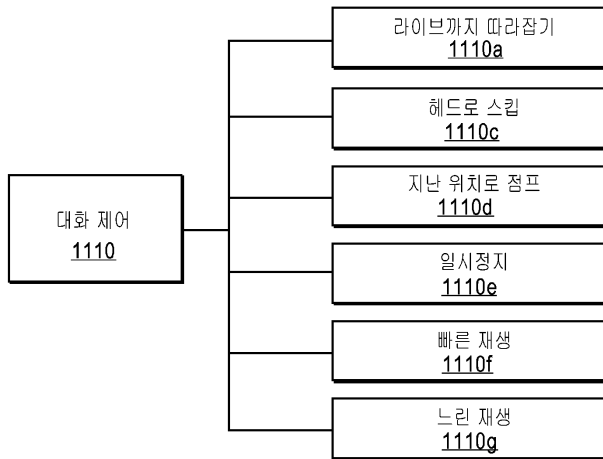 라이브까지 따라잡기
1110a
헤드로 스킵
1110c
지난 위치로 점프
1110d
대화 제어
1110
일시정지
1110e
빠른 재생
1110f
느린 재생
1110g